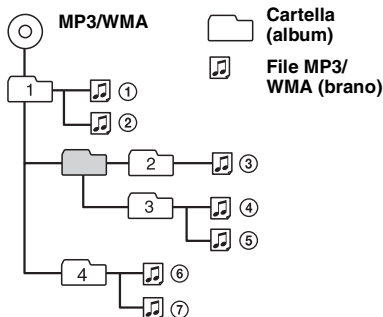 MP3/WMA
Cartella
(album)
File MP3/
WMA (brano)
1
①
②
2
③
3
④
⑤
4
⑥
⑦